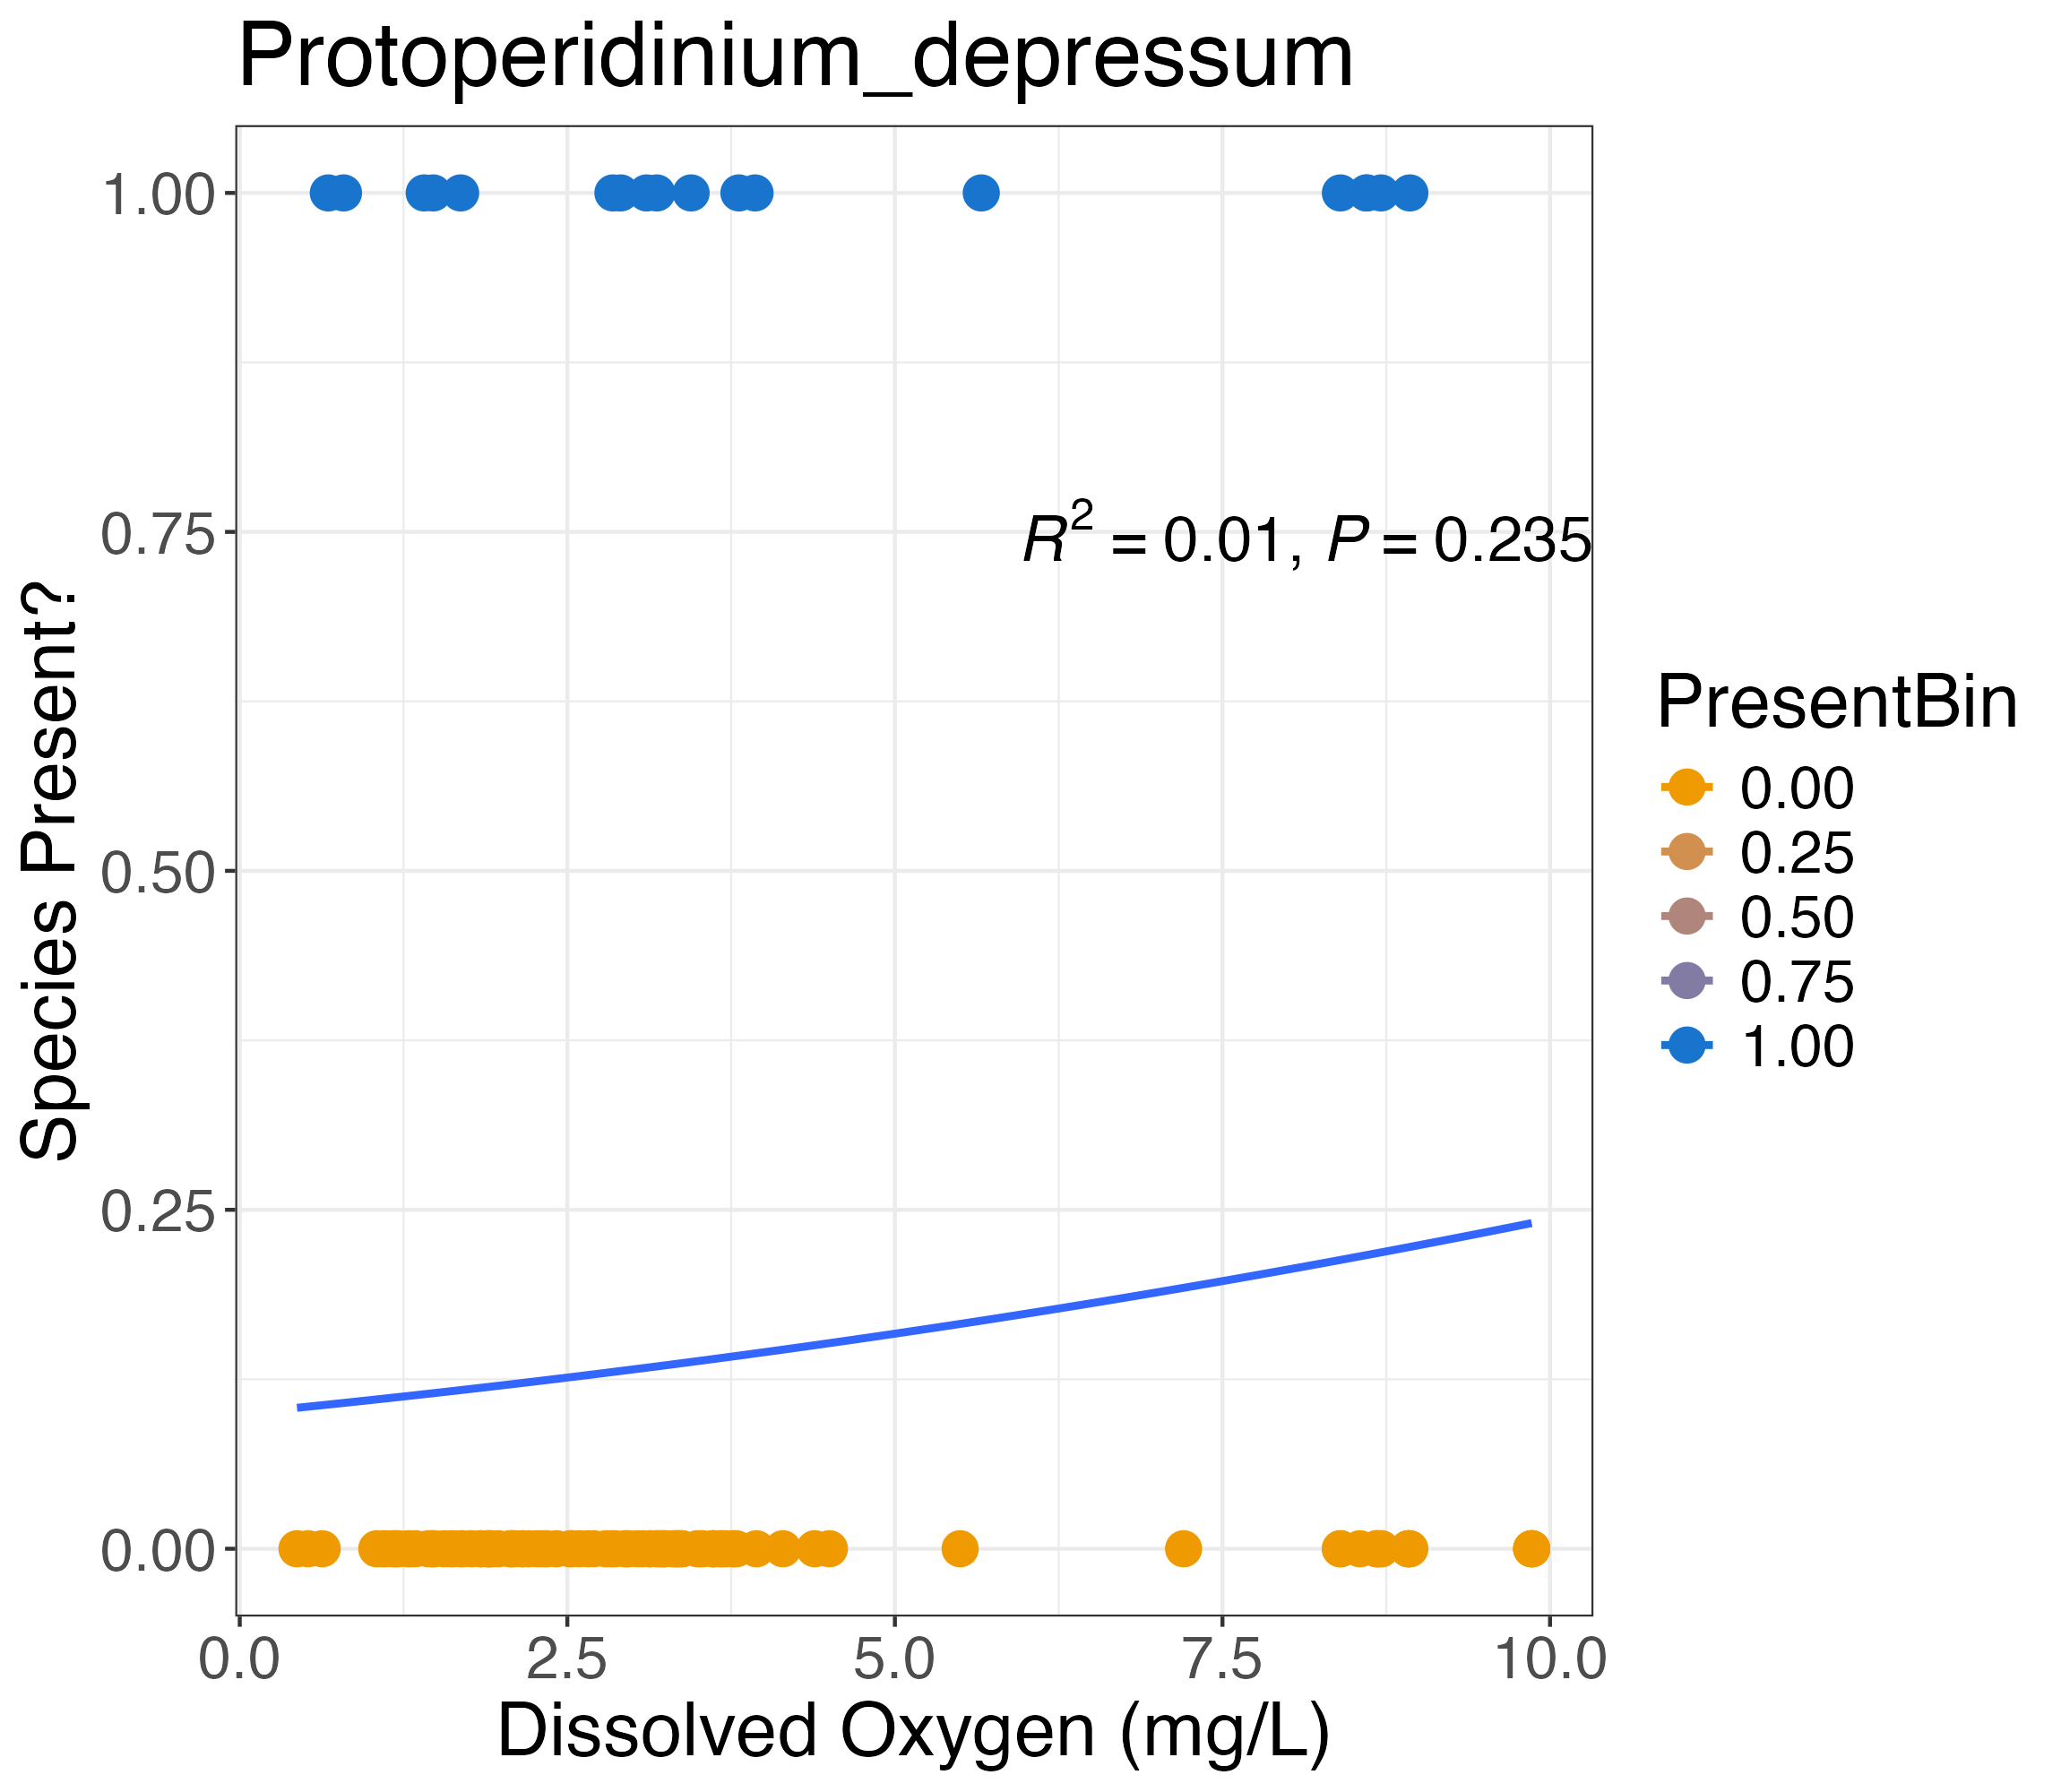 Protoperidinium_depressum
1.00
0.75
0.50
0.25
0.00
Species Present?
R² = 0.01, P = 0.235
0.0 2.5 5.0 7.5 10.0
Dissolved Oxygen (mg/L)
PresentBin
0.00
0.25
0.50
0.75
1.00